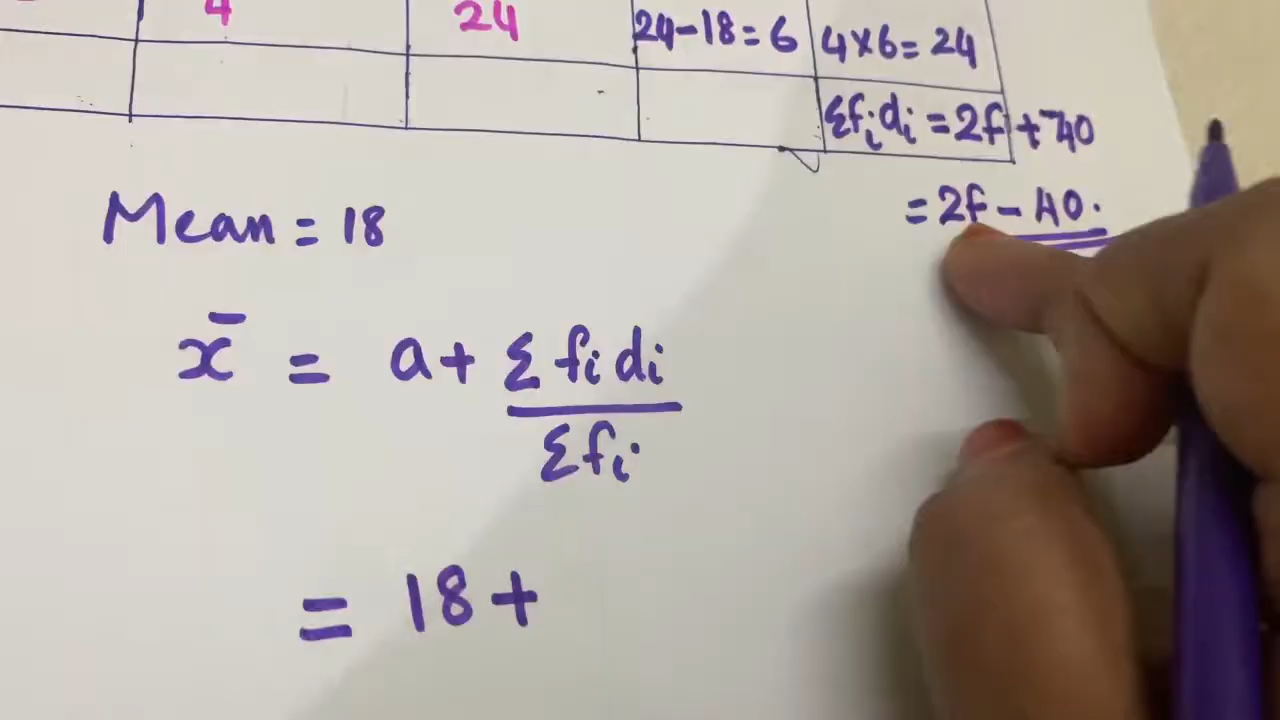 4 24 24-18=6 4×6=24
Σfᵢdᵢ = 2f + -40
= 2f - 40.
Mean = 18
x̄ = a + Σfᵢdᵢ / Σfᵢ
= 18 +